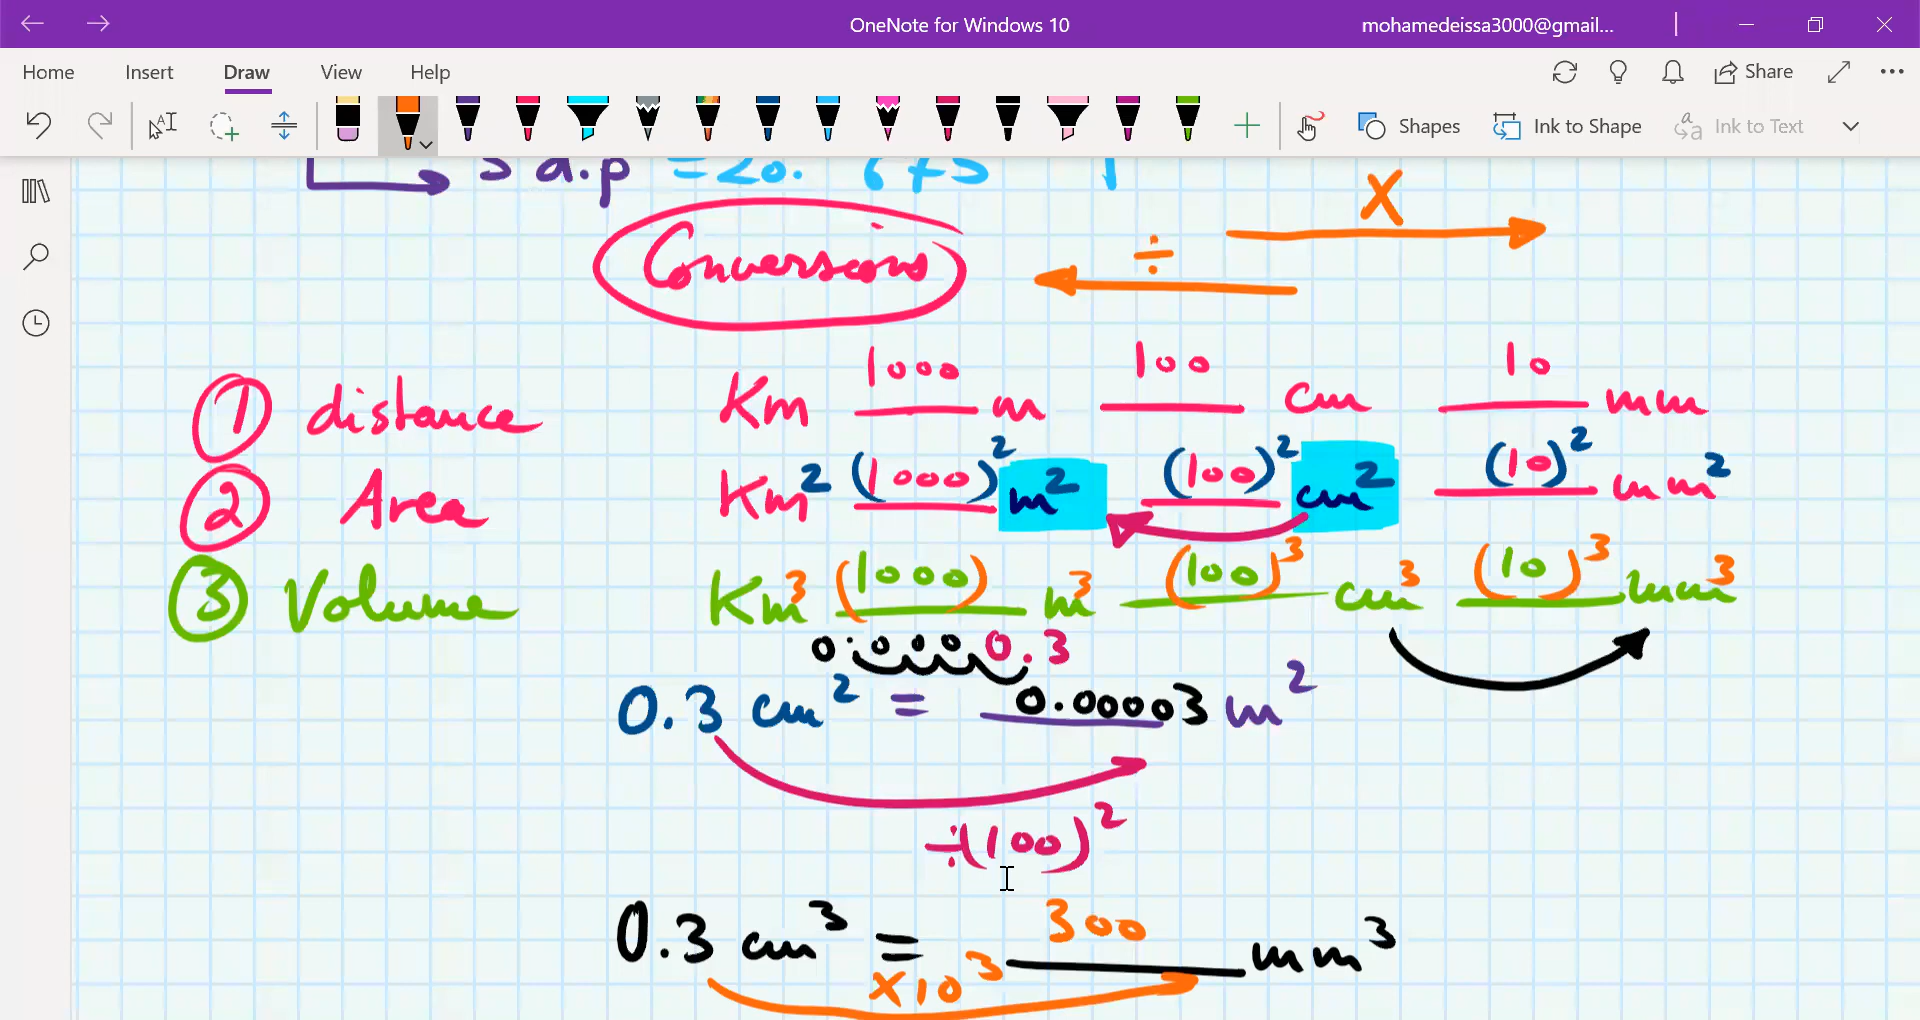 OneNote for Windows 10 mohamedeissa3000@gmail...
Home Insert Draw View Help Share
Shapes Ink to Shape Ink to Text
3 d.p = 20.
X
÷
Conversions
① distance Km 1000 m 100 cm 10 mm
② Area Km² (1000)² m² (100)² cm² (10)² mm²
③ Volume Km³ (1000) m³ (100)³ cm³ (10)³ mm³
0.0000.3
0.3 cm² = 0.00003 m²
÷(100)²
0.3 cm³ = 300 mm³
X10³